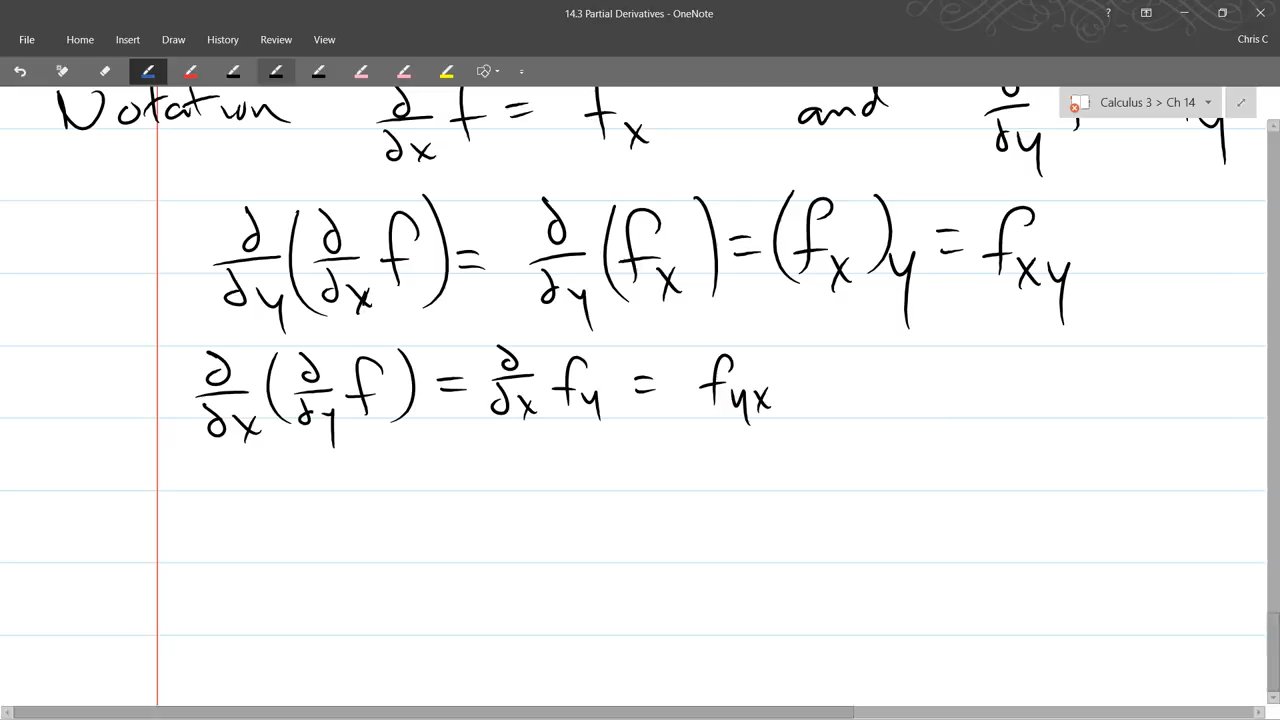 14.3 Partial Derivatives - OneNote
File Home Insert Draw History Review View
Chris C
Calculus 3 > Ch 14
Notation ∂/∂x f = f_x and ∂/∂y
∂/∂y (∂/∂x f) = ∂/∂y (f_x) = (f_x)_y = f_xy
∂/∂x (∂/∂y f) = ∂/∂x f_y = f_yx